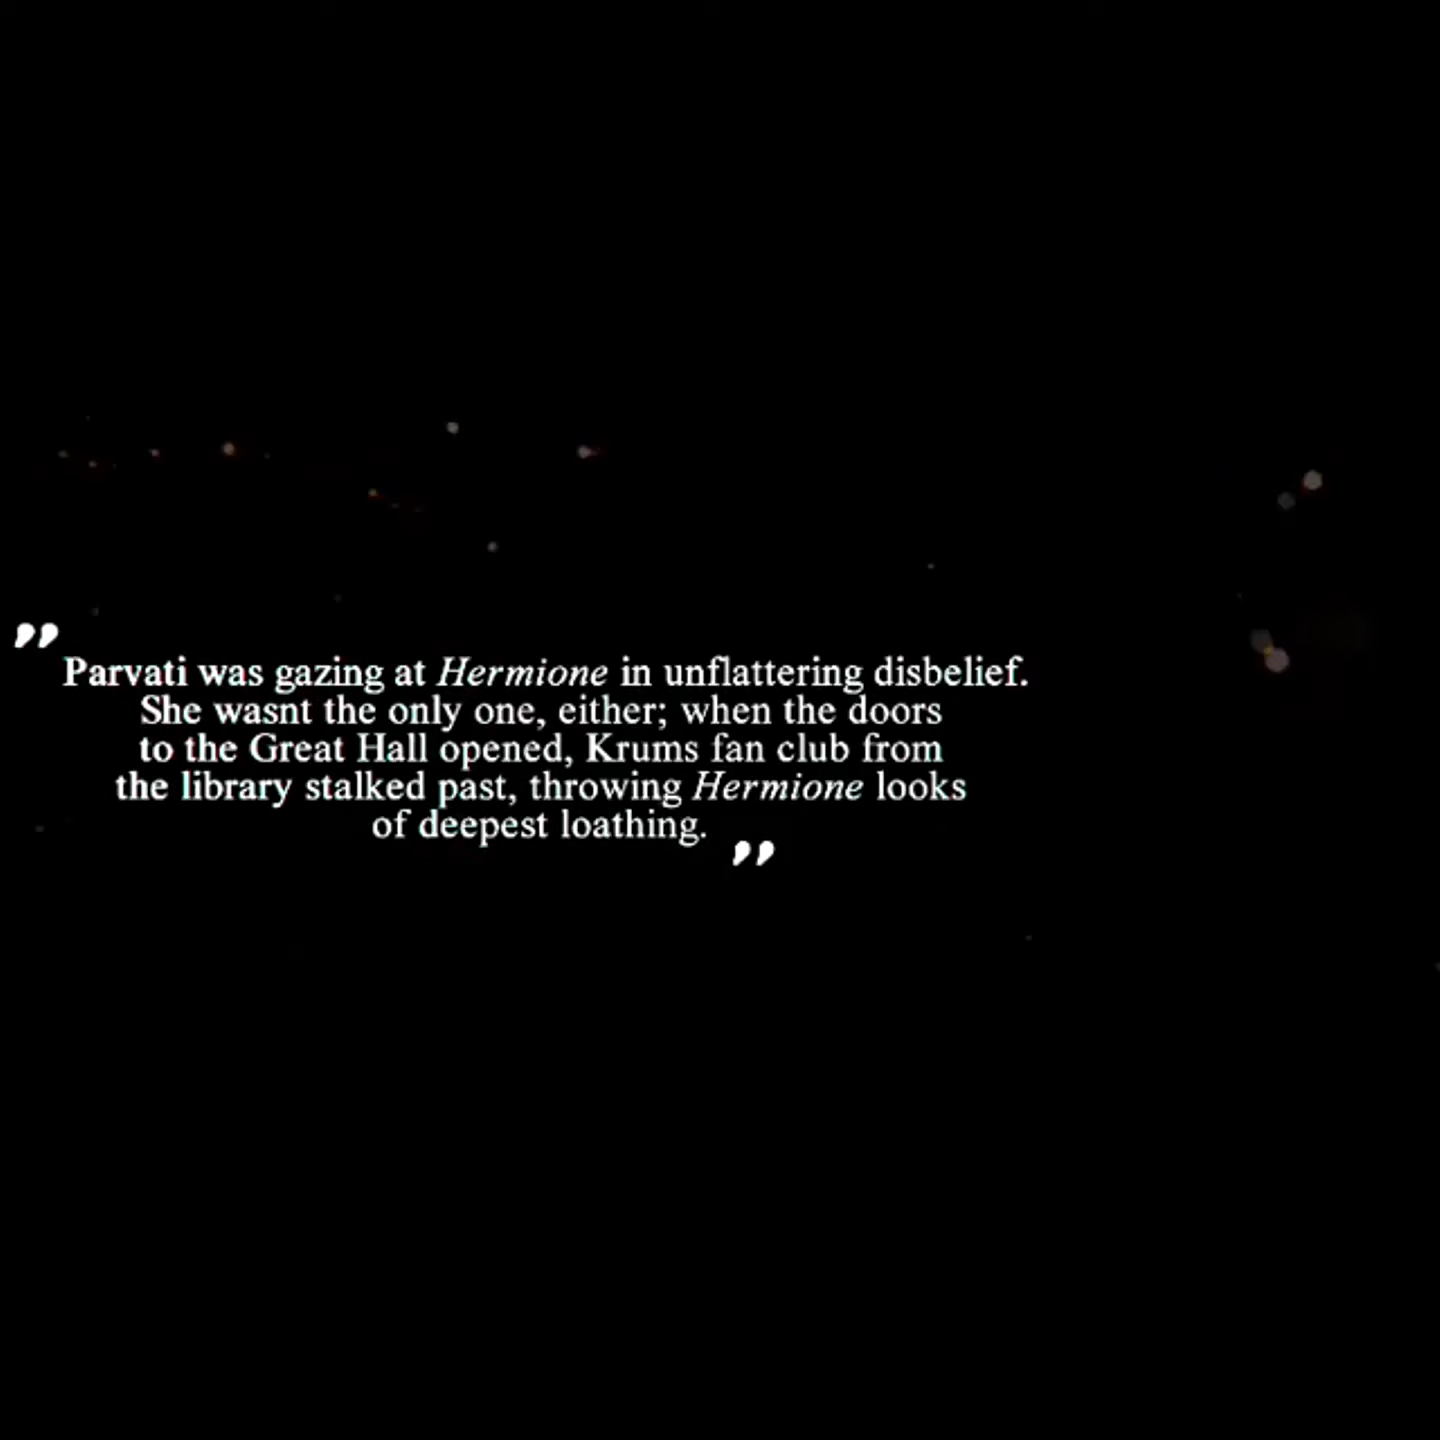 ”
Parvati was gazing at Hermione in unflattering disbelief.
She wasnt the only one, either; when the doors
to the Great Hall opened, Krums fan club from
the library stalked past, throwing Hermione looks
of deepest loathing.
”